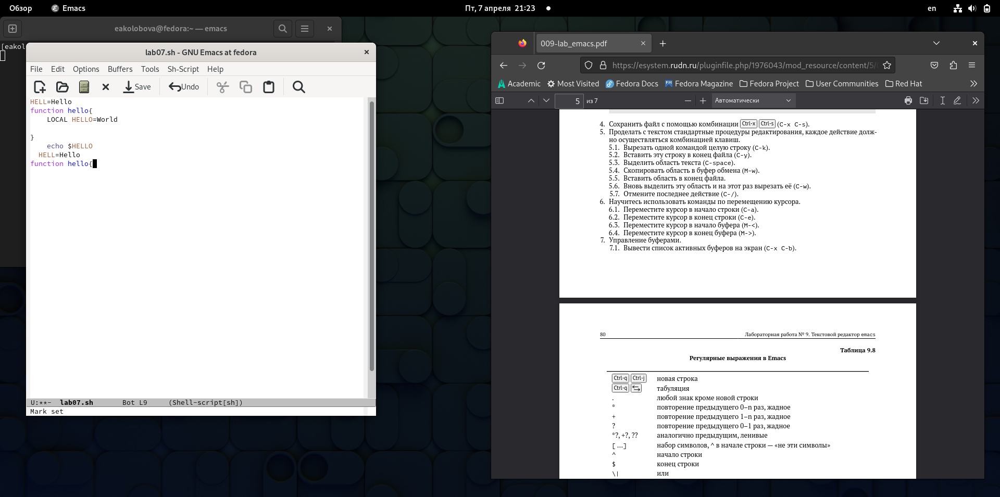 Обзор Emacs Пт, 7 апреля 21:23 en
eakolobova@fedora:~ — emacs
[eakol
lab07.sh - GNU Emacs at fedora
File Edit Options Buffers Tools Sh-Script Help
Save Undo
HELL=Hello
function hello{
    LOCAL HELLO=World
}
    echo $HELLO
  HELL=Hello
function hello{
U:**-  lab07.sh       Bot L9     (Shell-script[sh])
Mark set
009-lab_emacs.pdf
https://esystem.rudn.ru/pluginfile.php/1976043/mod_resource/content/5/
Academic Most Visited Fedora Docs Fedora Magazine Fedora Project User Communities Red Hat
5 из 7 Автоматически
4. Сохранить файл с помощью комбинации Ctrl-x Ctrl-s (C-x C-s).
5. Проделать с текстом стандартные процедуры редактирования, каждое действие долж-
но осуществляться комбинацией клавиш.
5.1. Вырезать одной командой целую строку (C-k).
5.2. Вставить эту строку в конец файла (C-y).
5.3. Выделить область текста (C-space).
5.4. Скопировать область в буфер обмена (M-w).
5.5. Вставить область в конец файла.
5.6. Вновь выделить эту область и на этот раз вырезать её (C-w).
5.7. Отмените последнее действие (C-/).
6. Научитесь использовать команды по перемещению курсора.
6.1. Переместите курсор в начало строки (C-a).
6.2. Переместите курсор в конец строки (C-e).
6.3. Переместите курсор в начало буфера (M-<).
6.4. Переместите курсор в конец буфера (M->).
7. Управление буферами.
7.1. Вывести список активных буферов на экран (C-x C-b).
80 Лабораторная работа № 9. Текстовой редактор emacs
Таблица 9.8
Регулярные выражения в Emacs
Ctrl-q Ctrl-j новая строка
Ctrl-q ⇆ табуляция
. любой знак кроме новой строки
* повторение предыдущего 0–n раз, жадное
+ повторение предыдущего 1–n раз, жадное
? повторение предыдущего 0–1 раз, жадное
*?, +?, ?? аналогично предыдущим, ленивые
[ …] набор символов, ^ в начале строки — «не эти символы»
^ начало строки
$ конец строки
\| или